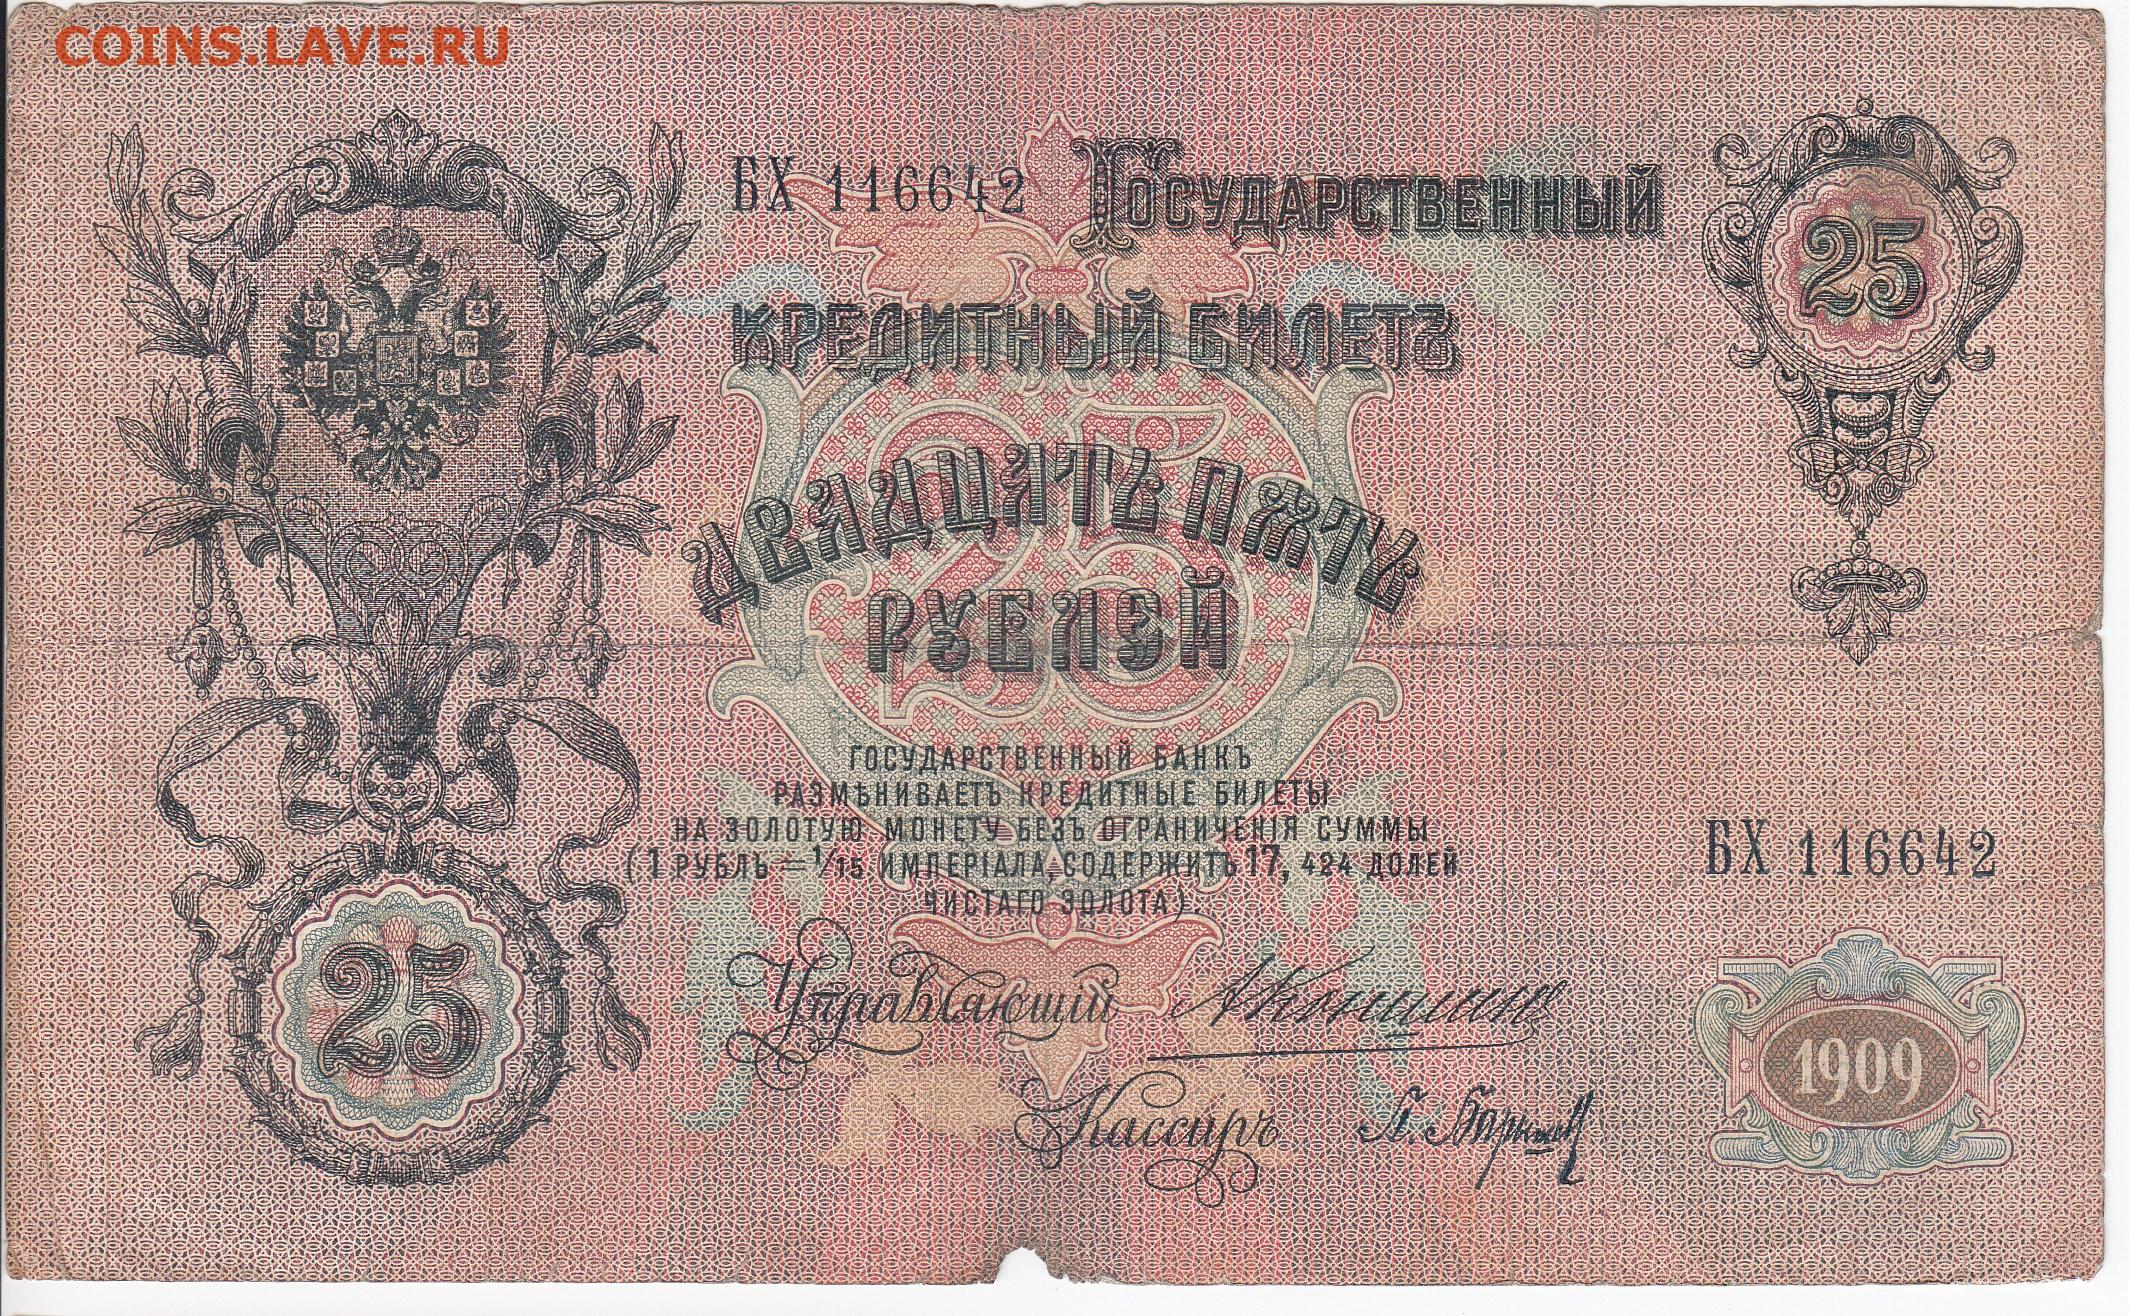 COINS.LAVE.RU
БХ 116642 ГОСУДАРСТВЕННЫЙ
25
КРЕДИТНЫЙ БИЛЕТЪ
25
ДВАДЦАТЬ ПЯТЬ
РУБЛЕЙ
ГОСУДАРСТВЕННЫЙ БАНКЪ
РАЗМѢНИВАЕТЪ КРЕДИТНЫЕ БИЛЕТЫ
НА ЗОЛОТУЮ МОНЕТУ БЕЗЪ ОГРАНИЧЕНІЯ СУММЫ
(1 РУБЛЬ = 1/15 ИМПЕРІАЛА, СОДЕРЖИТЪ 17, 424 ДОЛЕЙ
ЧИСТАГО ЗОЛОТА).
БХ 116642
25
Управляющій
А Коншинъ
1909
Кассиръ